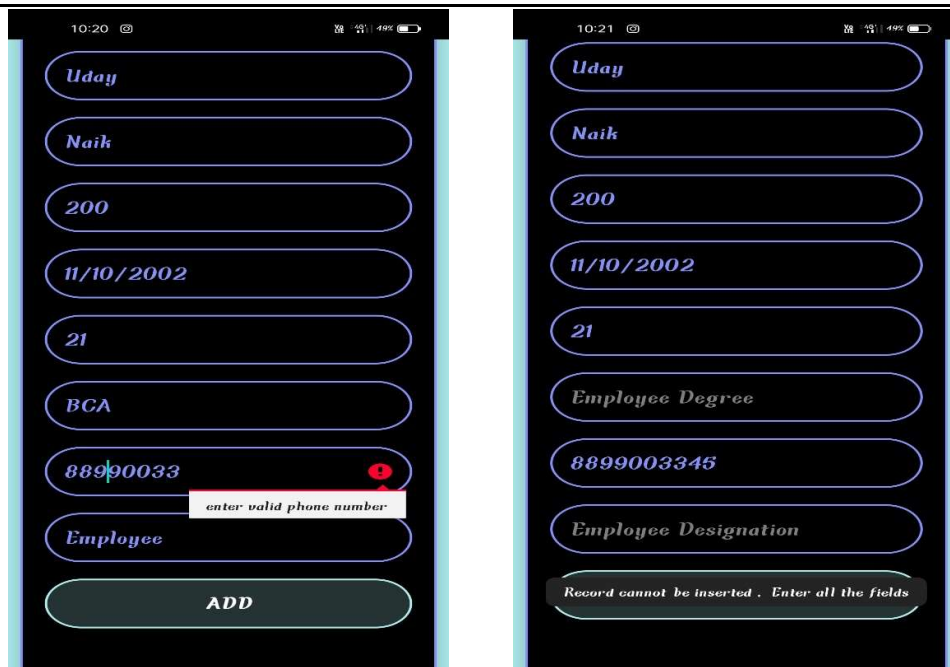 10:20
49%
Uday
Naik
200
11/10/2002
21
BCA
88990033
enter valid phone number
Employee
ADD
10:21
49%
Uday
Naik
200
11/10/2002
21
Employee Degree
8899003345
Employee Designation
Record cannot be inserted . Enter all the fields